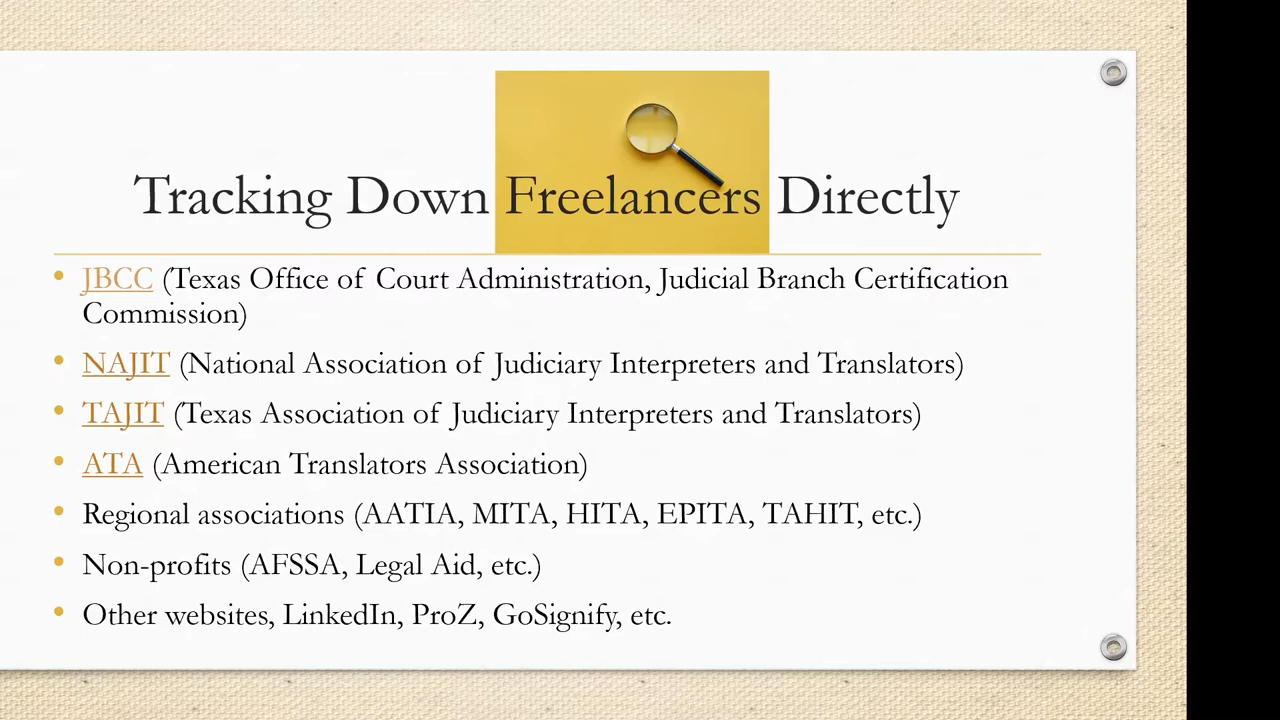 Tracking Down Freelancers Directly
• JBCC (Texas Office of Court Administration, Judicial Branch Certification
Commission)
• NAJIT (National Association of Judiciary Interpreters and Translators)
• TAJIT (Texas Association of Judiciary Interpreters and Translators)
• ATA (American Translators Association)
• Regional associations (AATIA, MITA, HITA, EPITA, TAHIT, etc.)
• Non-profits (AFSSA, Legal Aid, etc.)
• Other websites, LinkedIn, ProZ, GoSignify, etc.